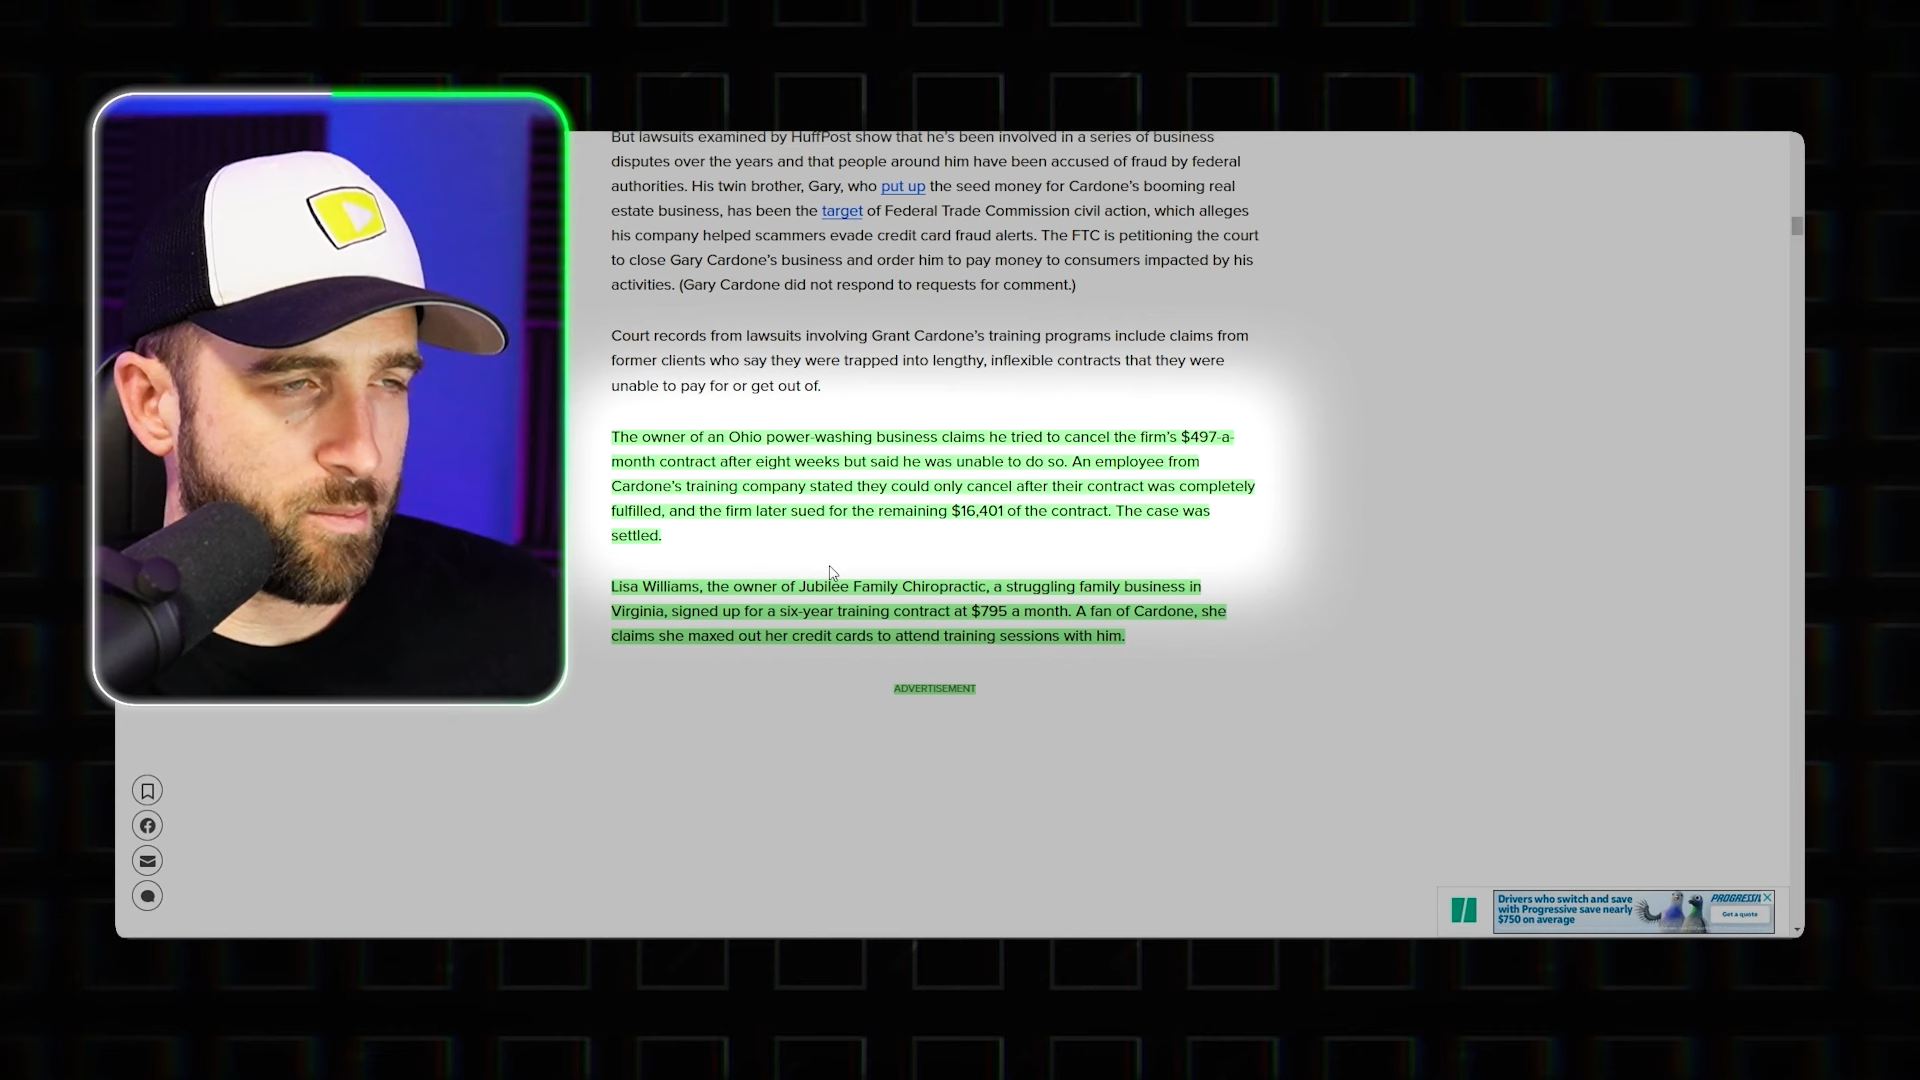 But lawsuits examined by HuffPost show that he's been involved in a series of business
disputes over the years and that people around him have been accused of fraud by federal
authorities. His twin brother, Gary, who put up the seed money for Cardone's booming real
estate business, has been the target of Federal Trade Commission civil action, which alleges
his company helped scammers evade credit card fraud alerts. The FTC is petitioning the court
to close Gary Cardone's business and order him to pay money to consumers impacted by his
activities. (Gary Cardone did not respond to requests for comment.)
Court records from lawsuits involving Grant Cardone's training programs include claims from
former clients who say they were trapped into lengthy, inflexible contracts that they were
unable to pay for or get out of.
The owner of an Ohio power-washing business claims he tried to cancel the firm's $497-a-
month contract after eight weeks but said he was unable to do so. An employee from
Cardone's training company stated they could only cancel after their contract was completely
fulfilled, and the firm later sued for the remaining $16,401 of the contract. The case was
settled.
Lisa Williams, the owner of Jubilee Family Chiropractic, a struggling family business in
Virginia, signed up for a six-year training contract at $795 a month. A fan of Cardone, she
claims she maxed out her credit cards to attend training sessions with him.
ADVERTISEMENT
Drivers who switch and save
with Progressive save nearly
$750 on average
Get a quote